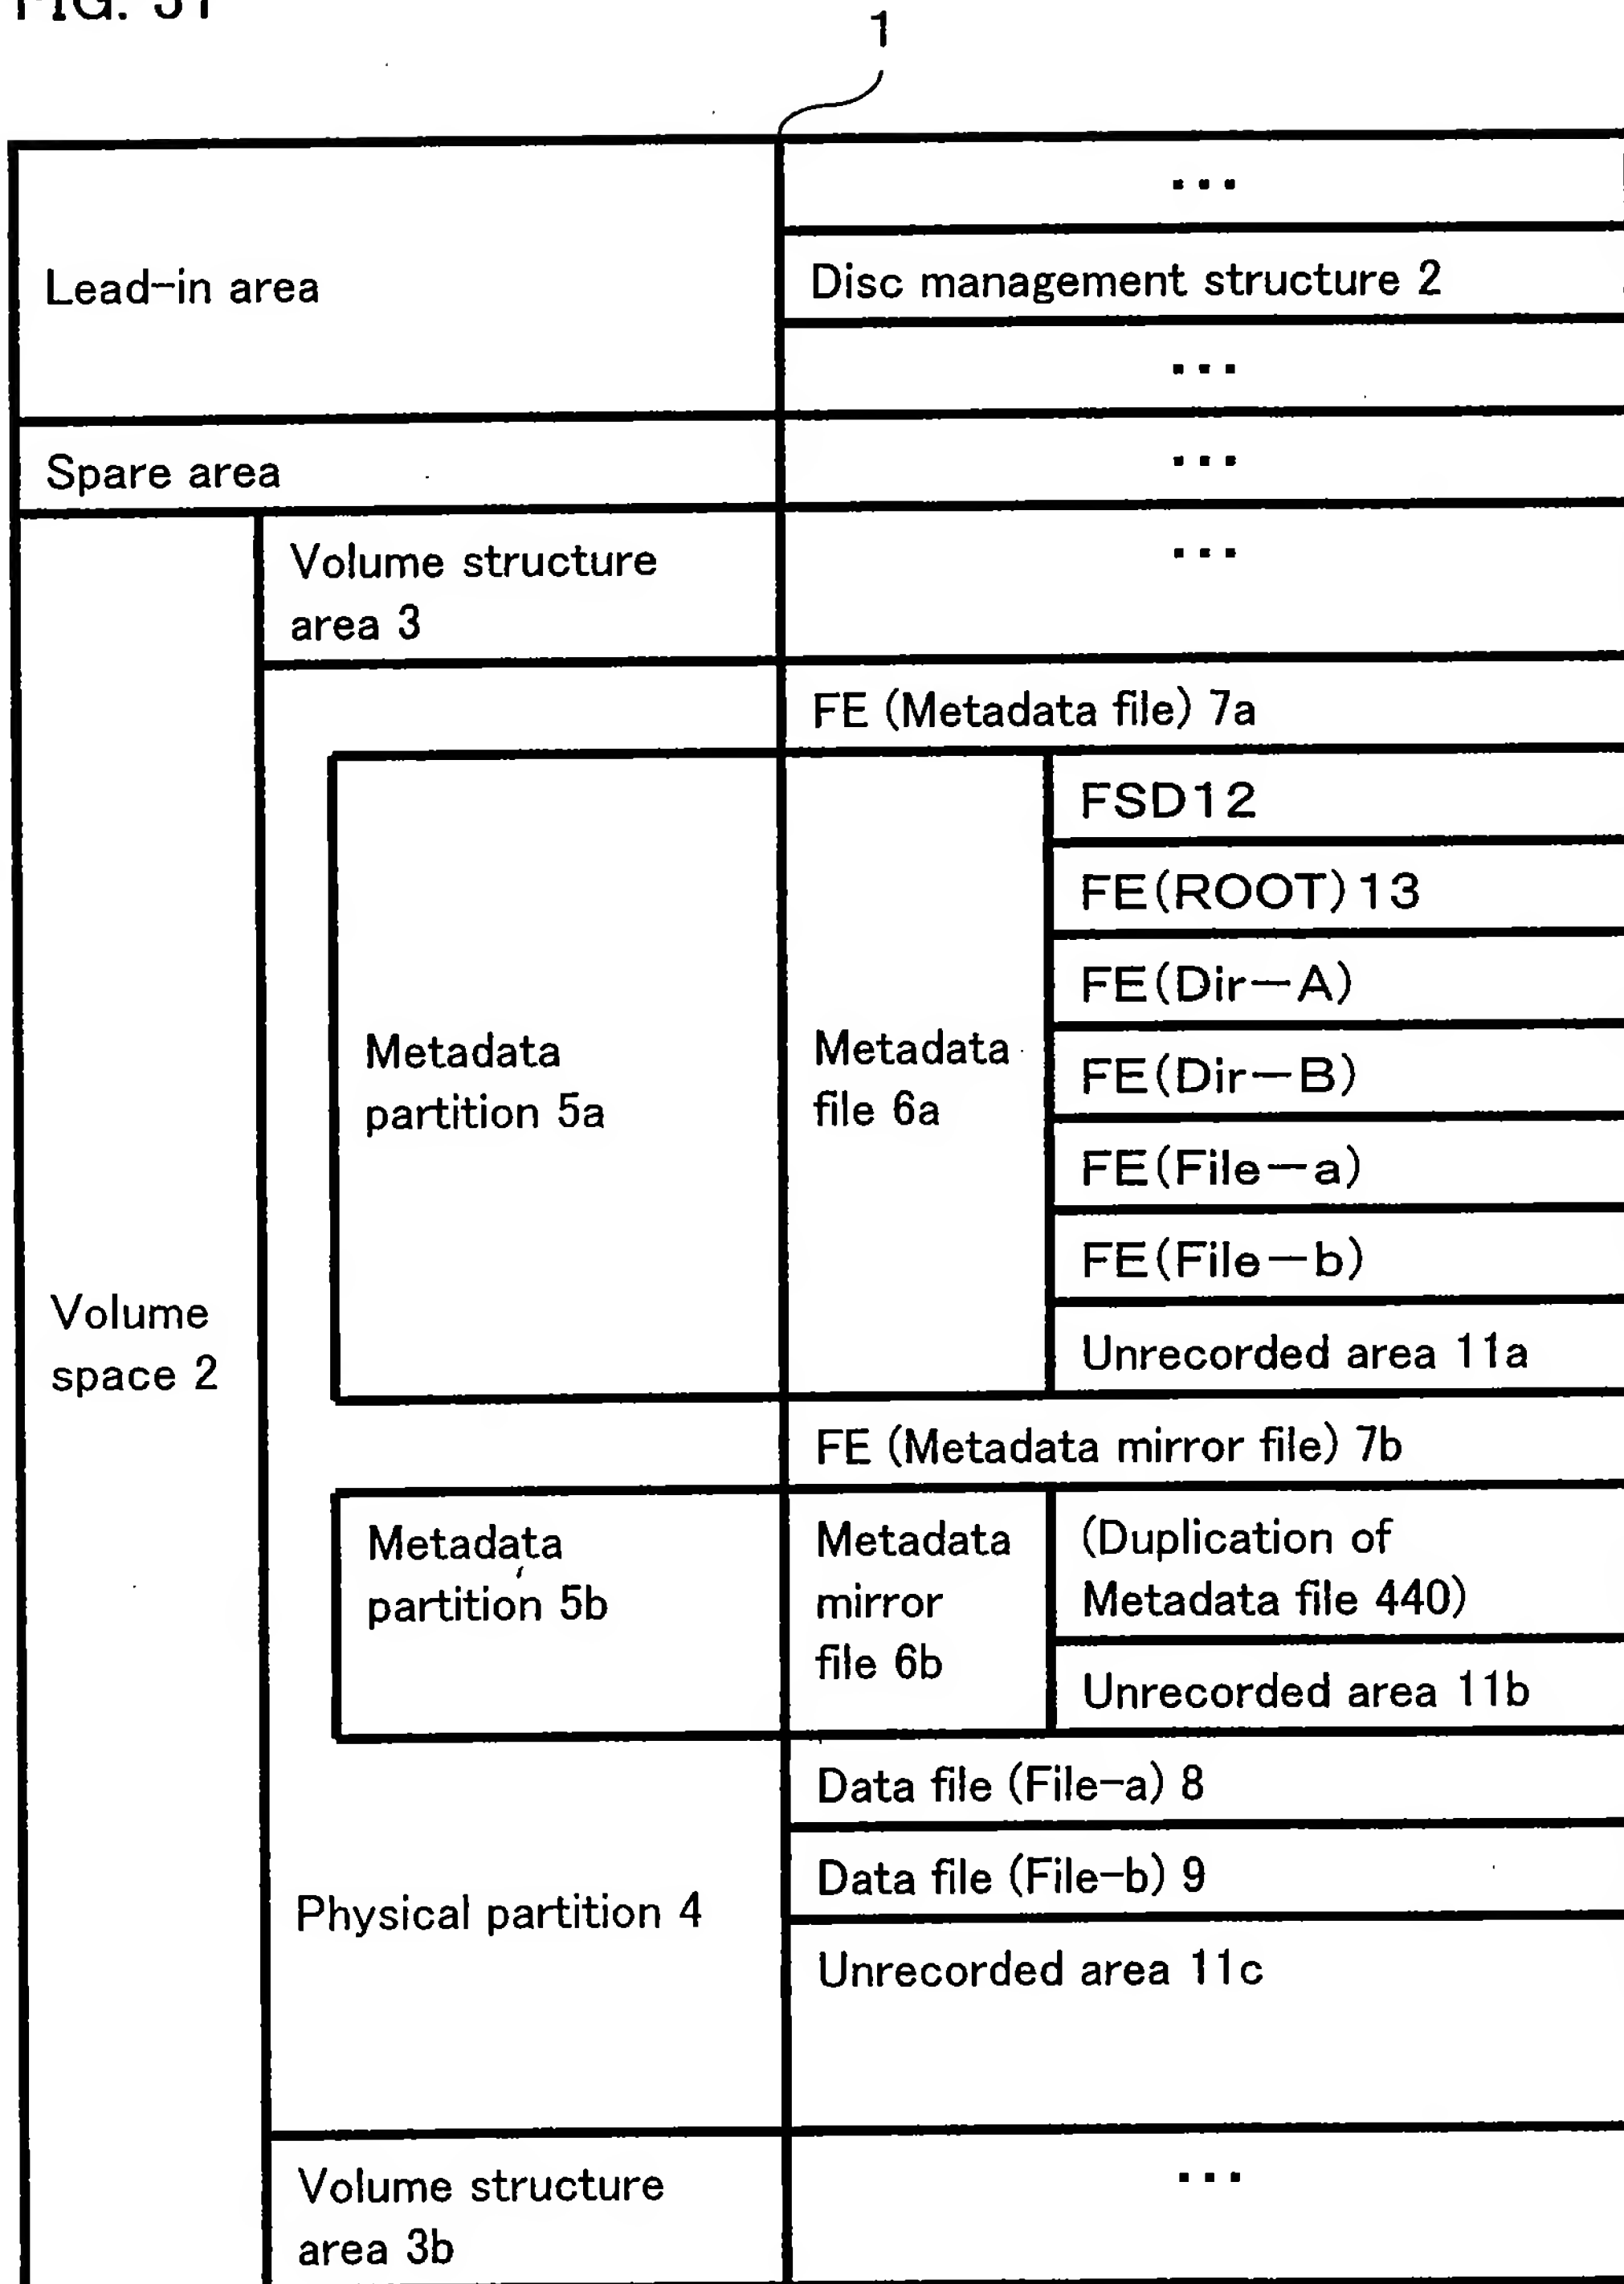 FIG. 31
1
...
Lead-in area
Disc management structure 2
...
Spare area
...
Volume structure
area 3
...
FE (Metadata file) 7a
Metadata
partition 5a
Metadata
file 6a
FSD12
FE(ROOT)13
FE(Dir—A)
FE(Dir—B)
FE(File—a)
FE(File—b)
Unrecorded area 11a
Volume
space 2
FE (Metadata mirror file) 7b
Metadata
partition 5b
Metadata
mirror
file 6b
(Duplication of
Metadata file 440)
Unrecorded area 11b
Physical partition 4
Data file (File-a) 8
Data file (File-b) 9
Unrecorded area 11c
Volume structure
area 3b
...